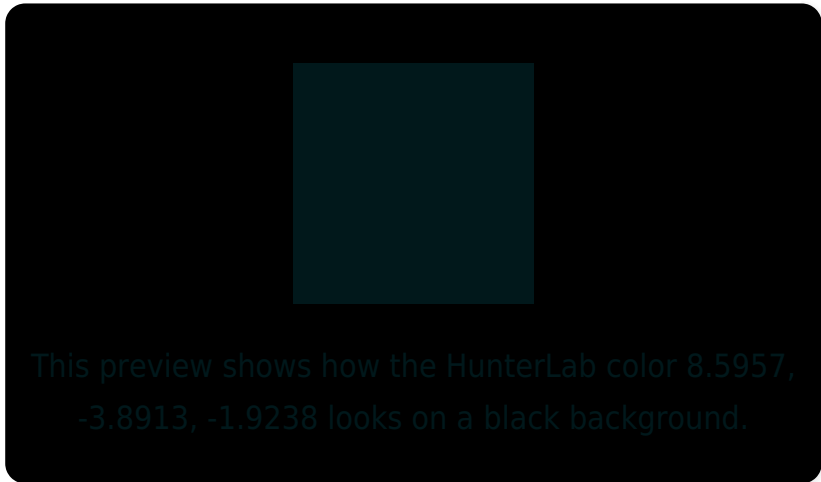 This preview shows how the HunterLab color 8.5957,
-3.8913, -1.9238 looks on a black background.